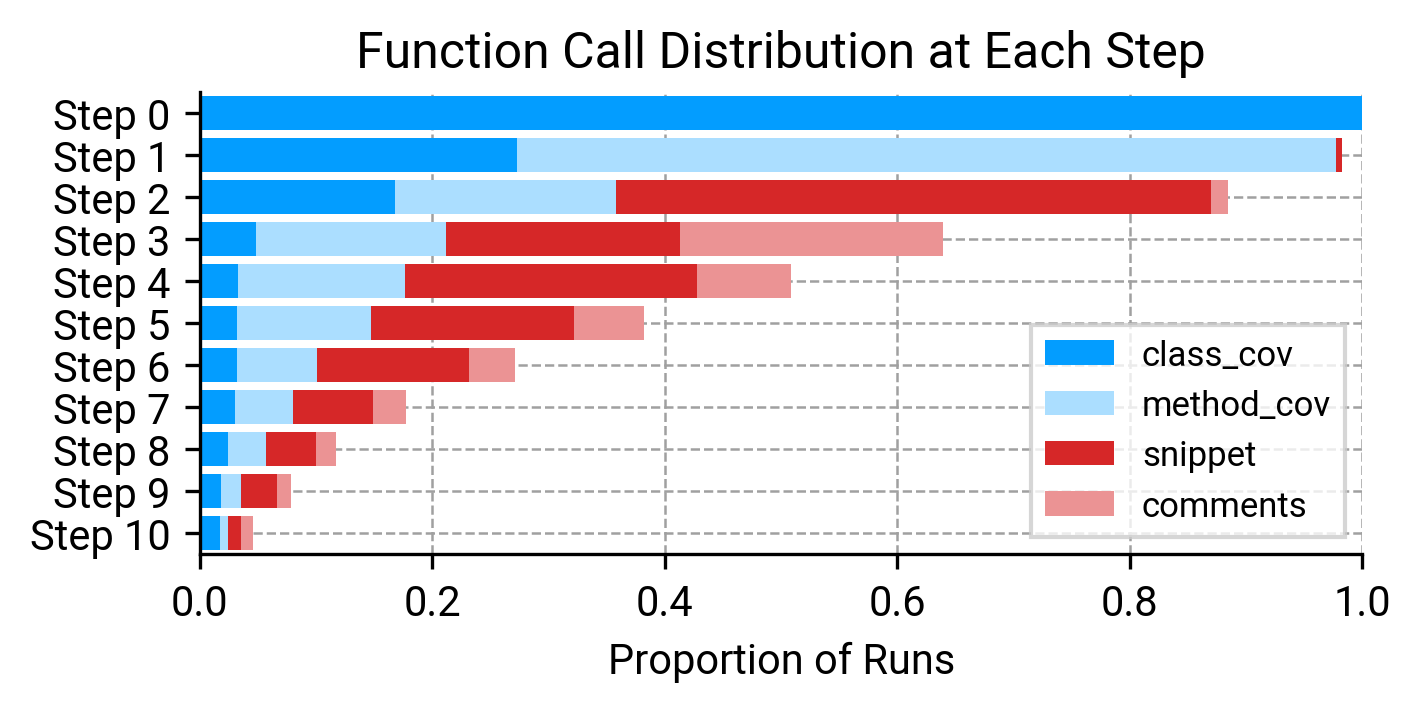 Function Call Distribution at Each Step
Step 0
Step 1
Step 2
Step 3
Step 4
Step 5
Step 6
Step 7
Step 8
Step 9
Step 10
class_cov
method_cov
snippet
comments
0.0 0.2 0.4 0.6 0.8 1.0
Proportion of Runs